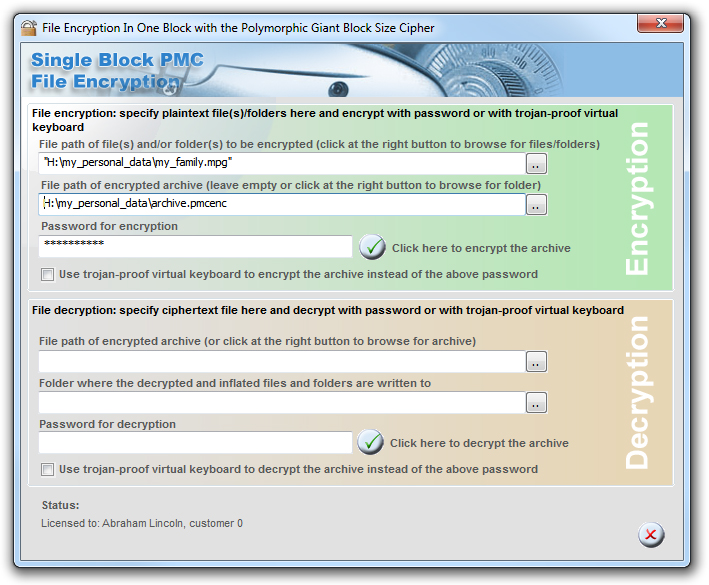 File Encryption In One Block with the Polymorphic Giant Block Size Cipher
Single Block PMC
File Encryption
File encryption: specify plaintext file(s)/folders here and encrypt with password or with trojan-proof virtual
keyboard
File path of file(s) and/or folder(s) to be encrypted (click at the right button to browse for files/folders)
"H:\my_personal_data\my_family.mpg"
..
File path of encrypted archive (leave empty or click at the right button to browse for folder)
H:\my_personal_data\archive.pmcenc
..
Password for encryption
**********
Click here to encrypt the archive
Use trojan-proof virtual keyboard to encrypt the archive instead of the above password
Encryption
File decryption: specify ciphertext file here and decrypt with password or with trojan-proof virtual keyboard
File path of encrypted archive (or click at the right button to browse for archive)
..
Folder where the decrypted and inflated files and folders are written to
..
Password for decryption
Click here to decrypt the archive
Use trojan-proof virtual keyboard to decrypt the archive instead of the above password
Decryption
Status:
Licensed to: Abraham Lincoln, customer 0